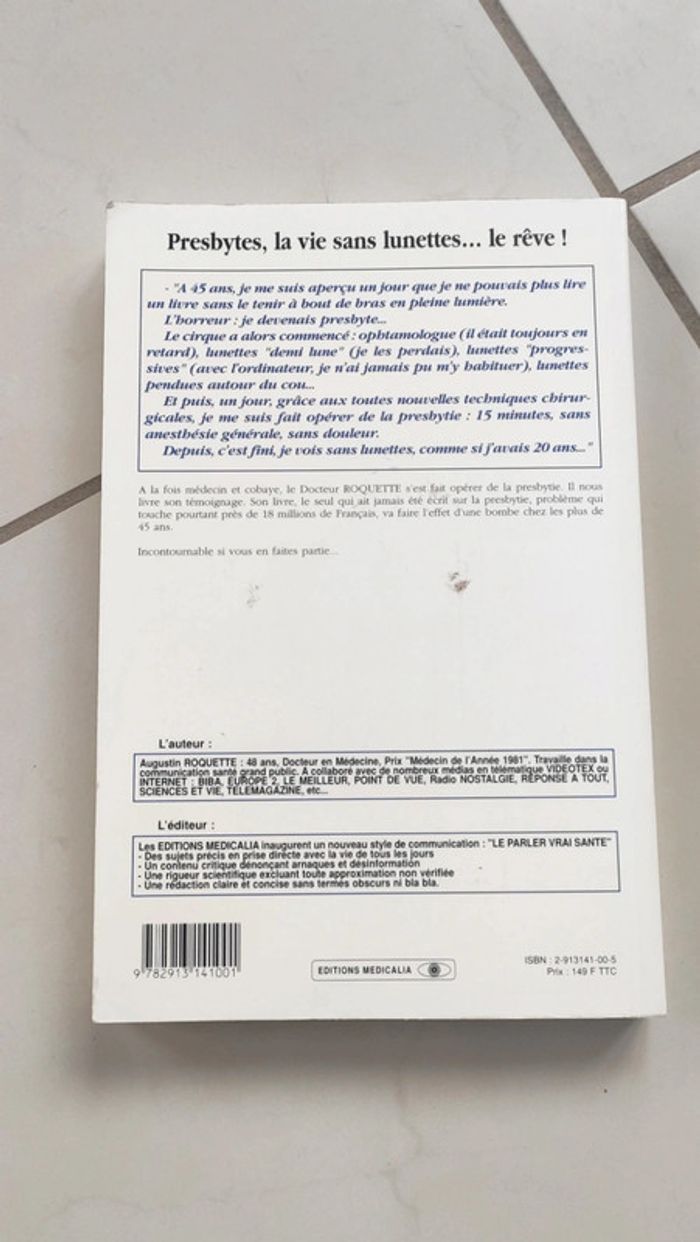 Presbytes, la vie sans lunettes... le rêve !
- "A 45 ans, je me suis aperçu un jour que je ne pouvais plus lire
un livre sans le tenir à bout de bras en pleine lumière.
L'horreur : je devenais presbyte...
Le cirque a alors commencé : ophtamologue (il était toujours en
retard), lunettes "demi lune" (je les perdais), lunettes "progres-
sives" (avec l'ordinateur, je n'ai jamais pu m'y habituer), lunettes
pendues autour du cou...
Et puis, un jour, grâce aux toutes nouvelles techniques chirur-
gicales, je me suis fait opérer de la presbytie : 15 minutes, sans
anesthésie générale, sans douleur.
Depuis, c'est fini, je vois sans lunettes, comme si j'avais 20 ans..."
A la fois médecin et cobaye, le Docteur ROQUETTE s'est fait opérer de la presbytie. Il nous
livre son témoignage. Son livre, le seul qui ait jamais été écrit sur la presbytie, problème qui
touche pourtant près de 18 millions de Français, va faire l'effet d'une bombe chez les plus de
45 ans.
Incontournable si vous en faites partie...
L'auteur :
Augustin ROQUETTE : 48 ans, Docteur en Médecine, Prix "Médecin de l'Année 1981". Travaille dans la
communication santé grand public. A collaboré avec de nombreux médias en télématique VIDEOTEX ou
INTERNET : BIBA, EUROPE 2, LE MEILLEUR, POINT DE VUE, Radio NOSTALGIE, REPONSE A TOUT,
SCIENCES ET VIE, TELEMAGAZINE, etc...
L'éditeur :
Les EDITIONS MEDICALIA inaugurent un nouveau style de communication : "LE PARLER VRAI SANTE"
- Des sujets précis en prise directe avec la vie de tous les jours
- Un contenu critique dénonçant arnaques et désinformation
- Une rigueur scientifique excluant toute approximation non vérifiée
- Une rédaction claire et concise sans termes obscurs ni bla bla.
9 782913 141001
EDITIONS MEDICALIA
ISBN : 2-913141-00-5
Prix : 149 F TTC